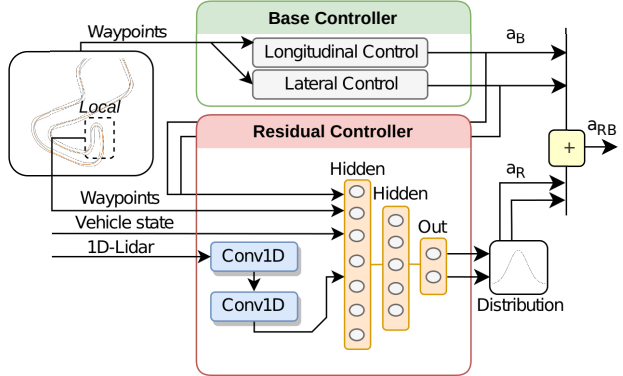 Base Controller
Waypoints
Longitudinal Control
a_B
Lateral Control
Local
Residual Controller
a_RB
+
Hidden
a_R
Hidden
Waypoints
Vehicle state
Out
1D-Lidar
Conv1D
Conv1D
Distribution